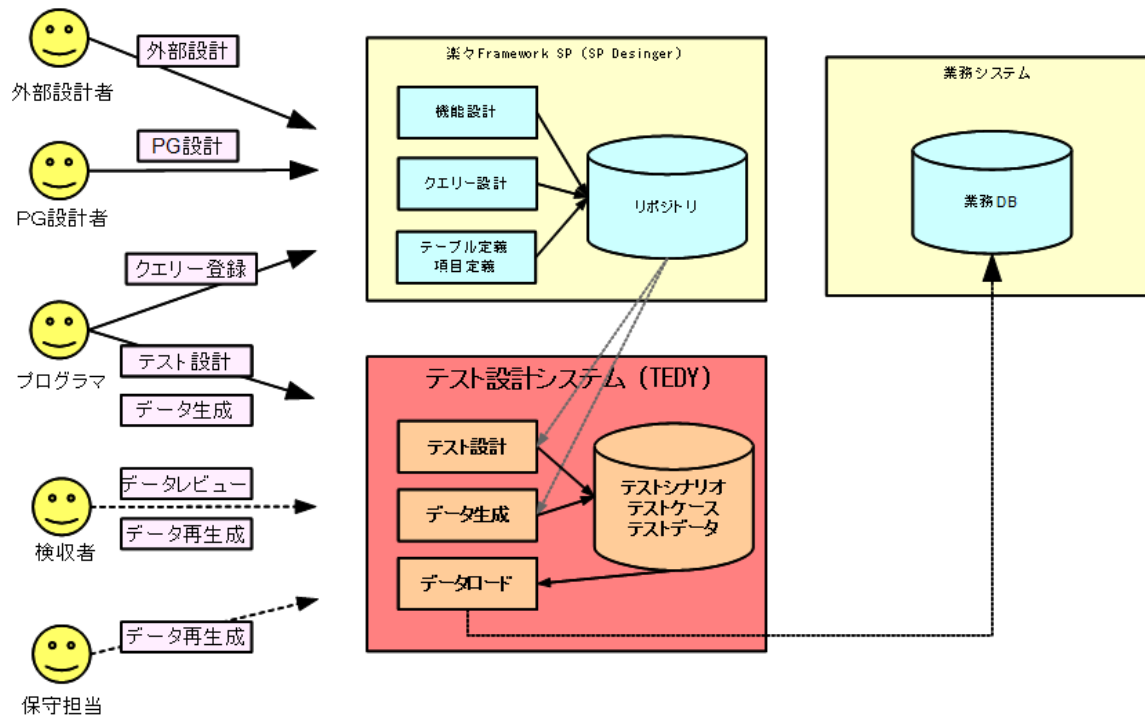 外部設計
外部設計者
PG設計
PG設計者
クエリー登録
プログラマ
テスト設計
データ生成
データレビュー
データ再生成
検収者
データ再生成
保守担当
楽々Framework SP (SP Desinger)
機能設計
クエリー設計
テーブル定義
項目定義
リポジトリ
業務システム
業務DB
テスト設計システム (TEDY)
テスト設計
データ生成
データロード
テストシナリオ
テストケース
テストデータ